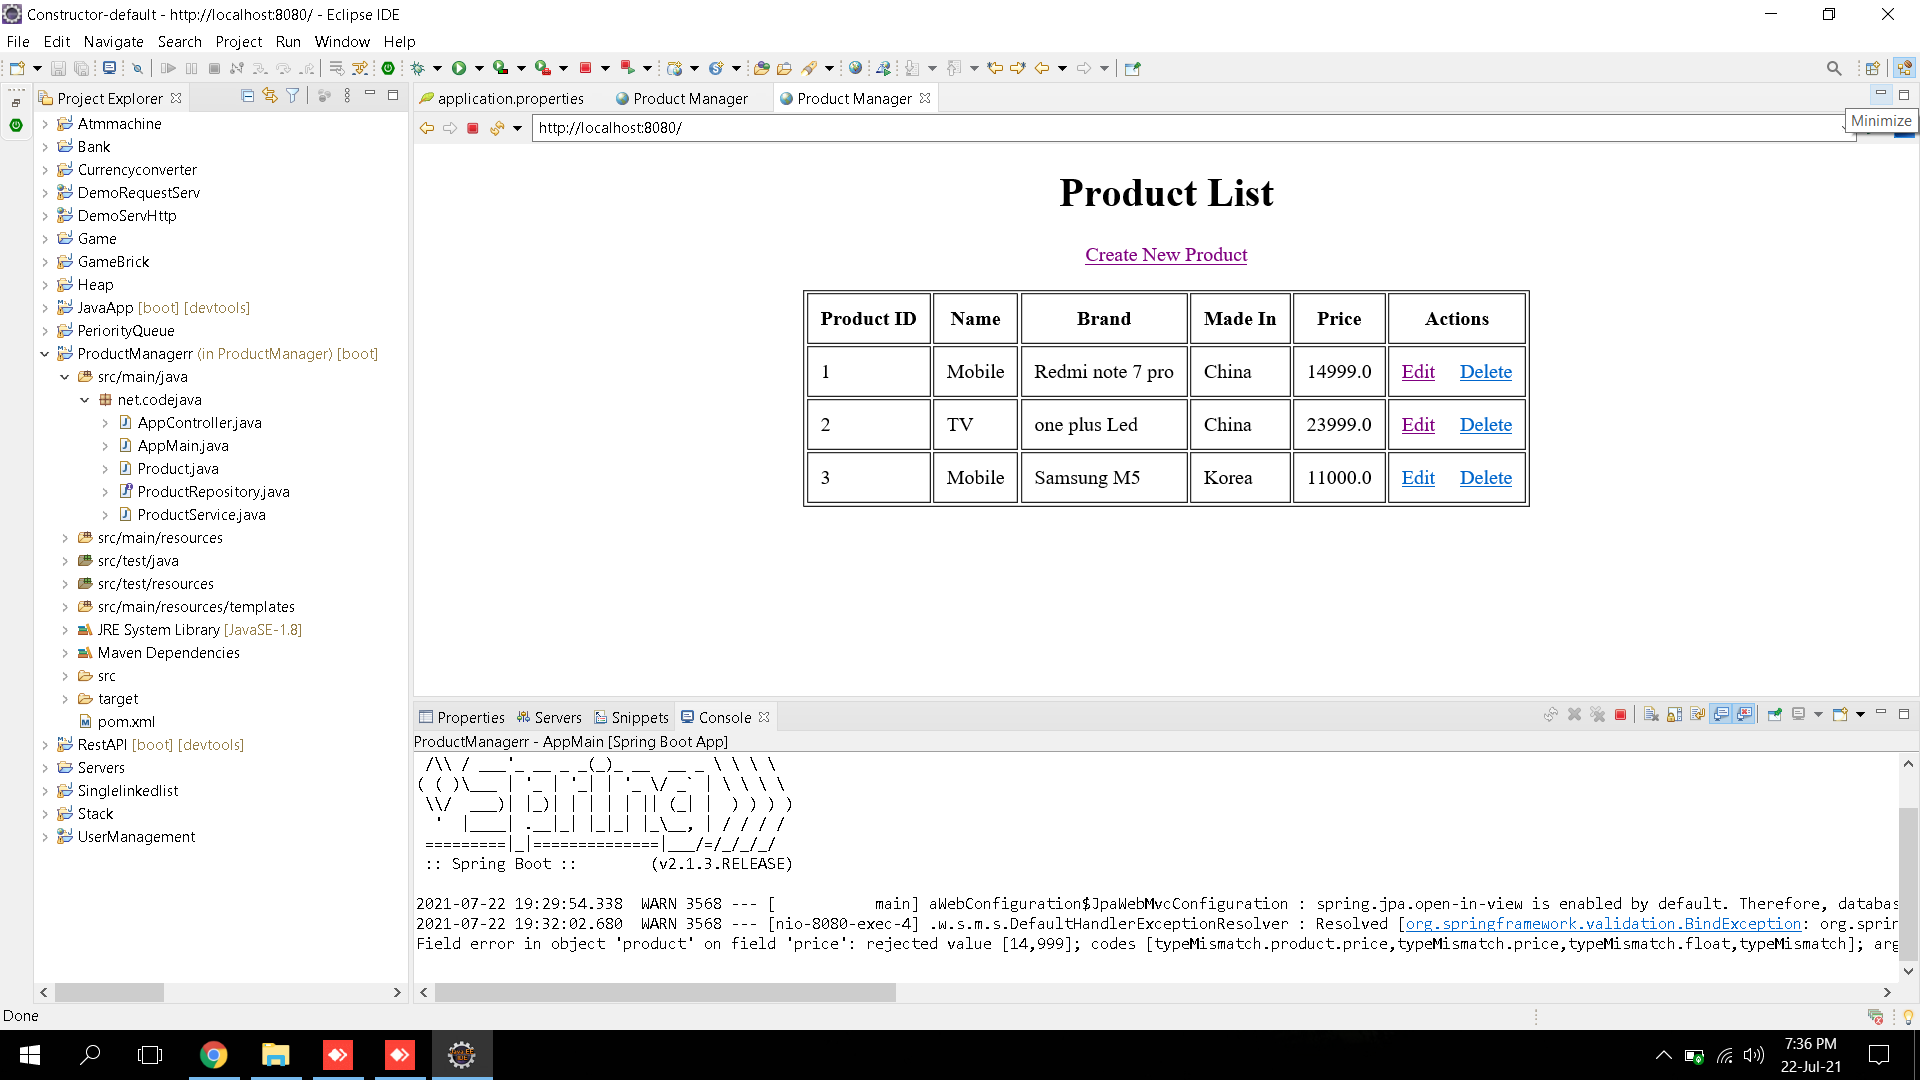 Constructor-default - http://localhost:8080/ - Eclipse IDE
File Edit Navigate Search Project Run Window Help
Project Explorer
application.properties Product Manager Product Manager
Minimize
http://localhost:8080/
Atmmachine
Bank
Currencyconverter
DemoRequestServ
DemoServHttp
Game
GameBrick
Heap
JavaApp [boot] [devtools]
PeriorityQueue
ProductManagerr (in ProductManager) [boot]
src/main/java
net.codejava
AppController.java
AppMain.java
Product.java
ProductRepository.java
ProductService.java
src/main/resources
src/test/java
src/test/resources
src/main/resources/templates
JRE System Library [JavaSE-1.8]
Maven Dependencies
src
target
pom.xml
RestAPI [boot] [devtools]
Servers
Singlelinkedlist
Stack
UserManagement
Product List
Create New Product
Product ID Name Brand Made In Price Actions
1 Mobile Redmi note 7 pro China 14999.0 Edit Delete
2 TV one plus Led China 23999.0 Edit Delete
3 Mobile Samsung M5 Korea 11000.0 Edit Delete
Properties Servers Snippets Console
ProductManagerr - AppMain [Spring Boot App]
:: Spring Boot :: (v2.1.3.RELEASE)
2021-07-22 19:29:54.338 WARN 3568 --- [ main] aWebConfiguration$JpaWebMvcConfiguration : spring.jpa.open-in-view is enabled by default. Therefore, databas
2021-07-22 19:32:02.680 WARN 3568 --- [nio-8080-exec-4] .w.s.m.s.DefaultHandlerExceptionResolver : Resolved [org.springframework.validation.BindException: org.sprin
Field error in object 'product' on field 'price': rejected value [14,999]; codes [typeMismatch.product.price,typeMismatch.price,typeMismatch.float,typeMismatch]; arg
Done
7:36 PM
22-Jul-21